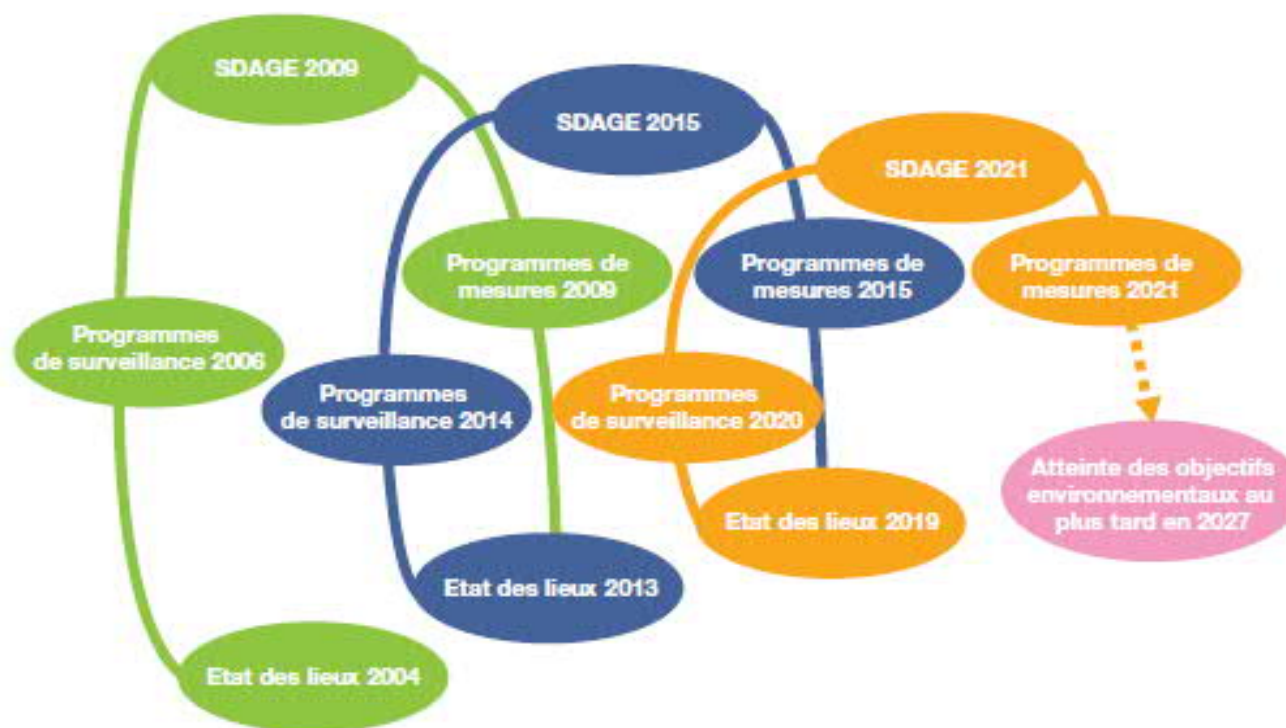 SDAGE 2009
SDAGE 2015
SDAGE 2021
Programmes de
mesures 2009
Programmes de
mesures 2015
Programmes de
mesures 2021
Programmes
de surveillance 2006
Programmes
de surveillance 2014
Programmes
de surveillance 2020
Atteinte des objectifs
environnementaux au
plus tard en 2027
Etat des lieux 2019
Etat des lieux 2013
Etat des lieux 2004